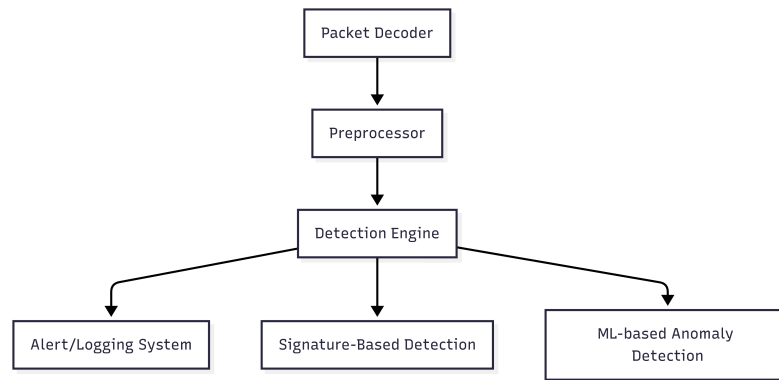 Packet Decoder
Preprocessor
Detection Engine
Alert/Logging System
Signature-Based Detection
ML-based Anomaly
Detection